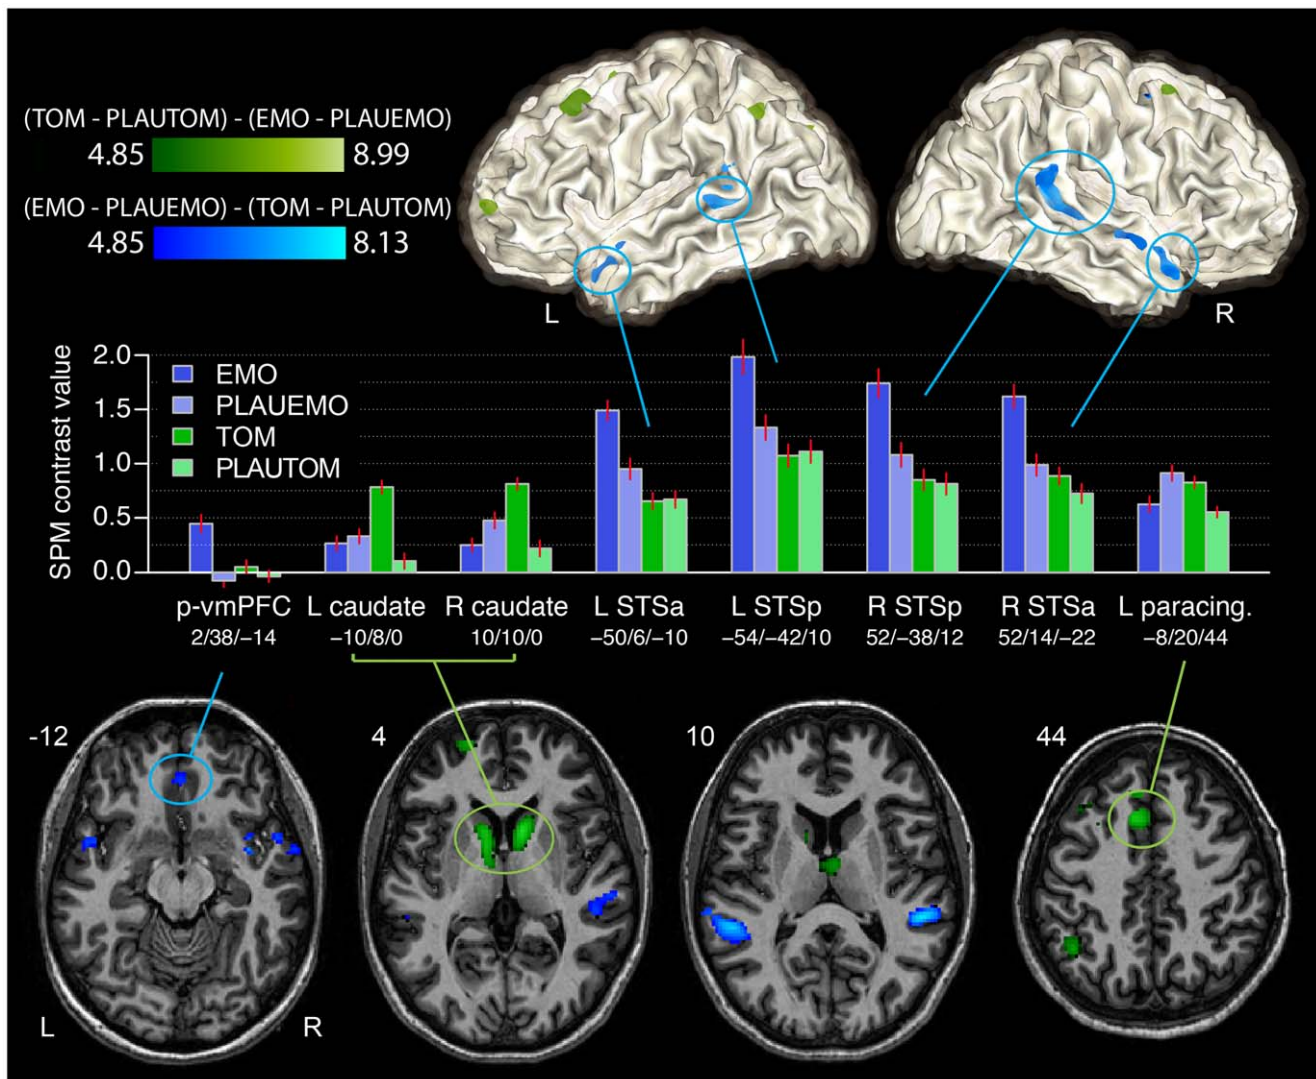 (TOM - PLAUTOM) - (EMO - PLAUEMO)
4.85 8.99
(EMO - PLAUEMO) - (TOM - PLAUTOM)
4.85 8.13
L R
SPM contrast value
2.0
1.5
1.0
0.5
0.0
EMO
PLAUEMO
TOM
PLAUTOM
p-vmPFC L caudate R caudate L STSa L STSp R STSp R STSa L paracing.
2/38/−14 −10/8/0 10/10/0 −50/6/−10 −54/−42/10 52/−38/12 52/14/−22 −8/20/44
-12 4 10 44
L R